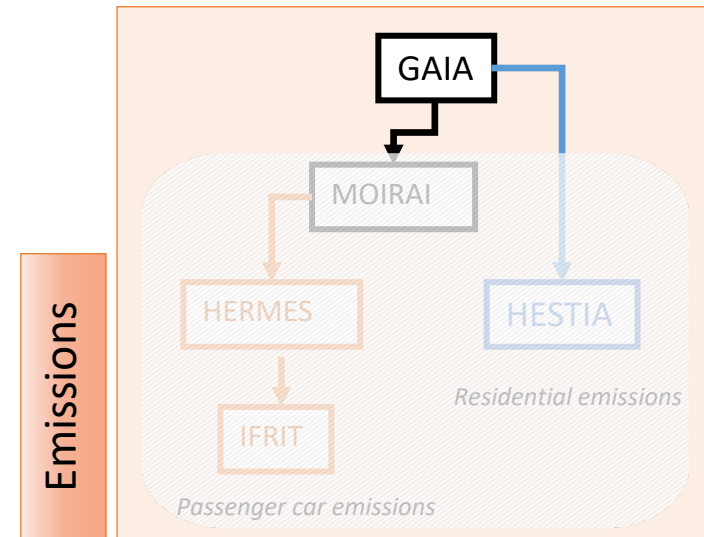 GAIA
MOIRAI
HERMES
HESTIA
Residential emissions
IFRIT
Passenger car emissions
Emissions